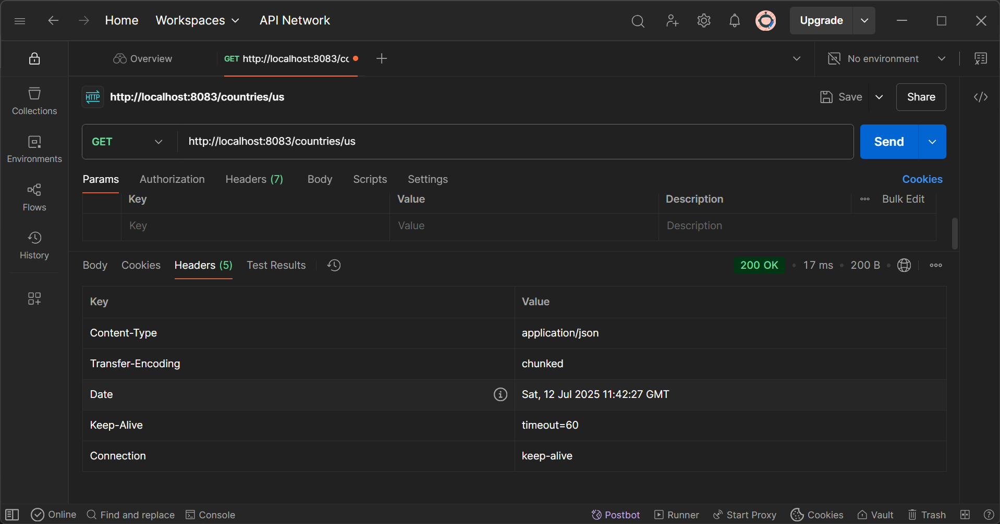 Home Workspaces API Network Upgrade
Overview GET http://localhost:8083/cc No environment
HTTP http://localhost:8083/countries/us Save Share
Collections
GET http://localhost:8083/countries/us Send
Environments
Params Authorization Headers (7) Body Scripts Settings Cookies
Key Value Description Bulk Edit
Flows
Key Value Description
History
Body Cookies Headers (5) Test Results 200 OK • 17 ms • 200 B •
Key Value
Content-Type application/json
Transfer-Encoding chunked
Date Sat, 12 Jul 2025 11:42:27 GMT
Keep-Alive timeout=60
Connection keep-alive
Online Find and replace Console Postbot Runner Start Proxy Cookies Vault Trash